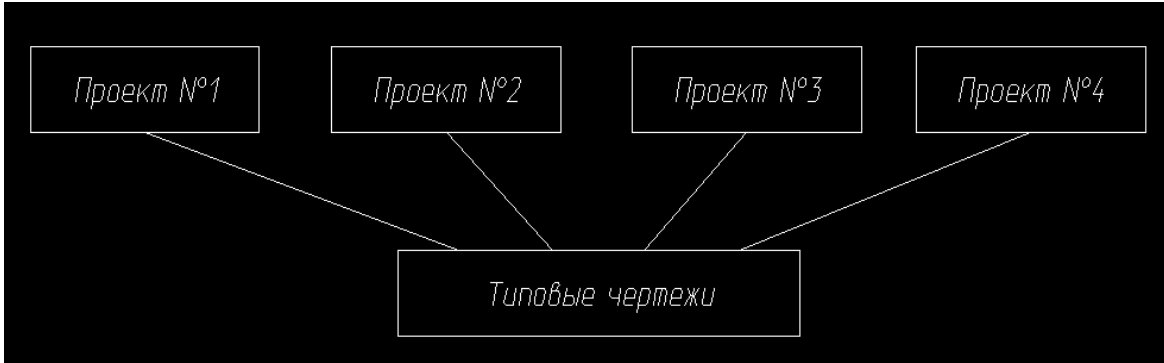 Проект №1
Проект №2
Проект №3
Проект №4
Типовые чертежи